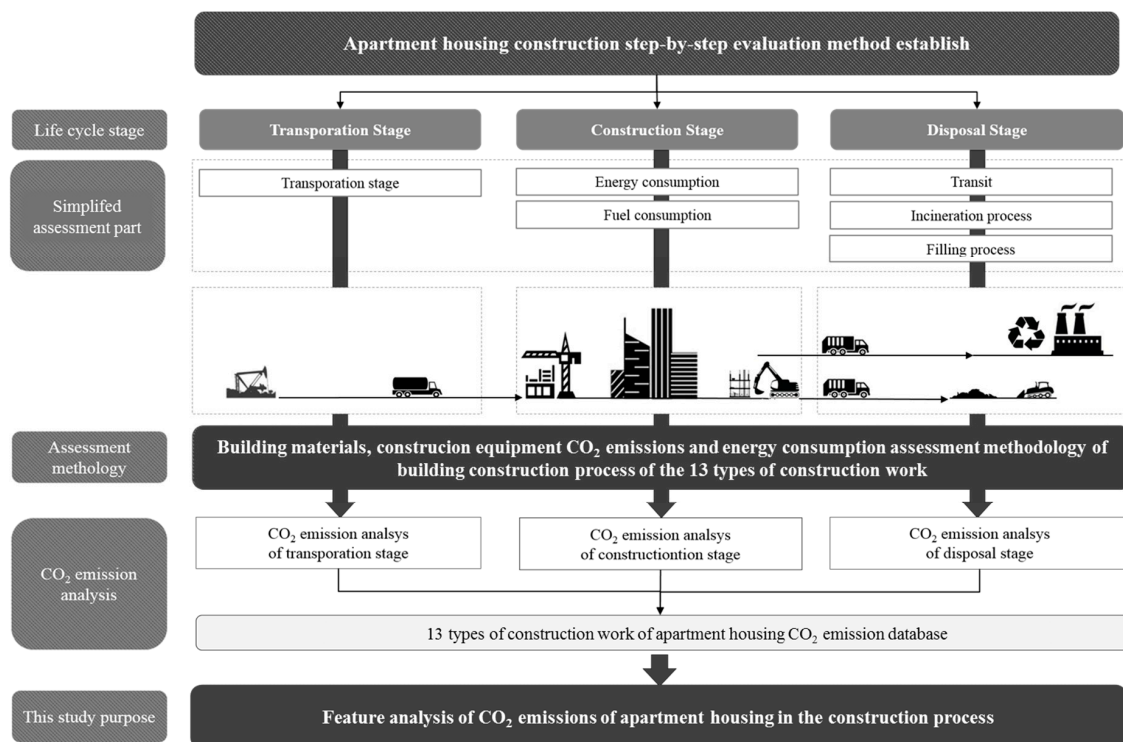 Apartment housing construction step-by-step evaluation method establish
Life cycle stage
Transporation Stage
Construction Stage
Disposal Stage
Simplifed
assessment part
Transporation stage
Energy consumption
Fuel consumption
Transit
Incineration process
Filling process
Assessment
methology
Building materials, construcion equipment CO₂ emissions and energy consumption assessment methodology of
building construction process of the 13 types of construction work
CO₂ emission
analysis
CO₂ emission analsys
of transporation stage
CO₂ emission analsys
of constructiontion stage
CO₂ emission analsys
of disposal stage
13 types of construction work of apartment housing CO₂ emission database
This study purpose
Feature analysis of CO₂ emissions of apartment housing in the construction process